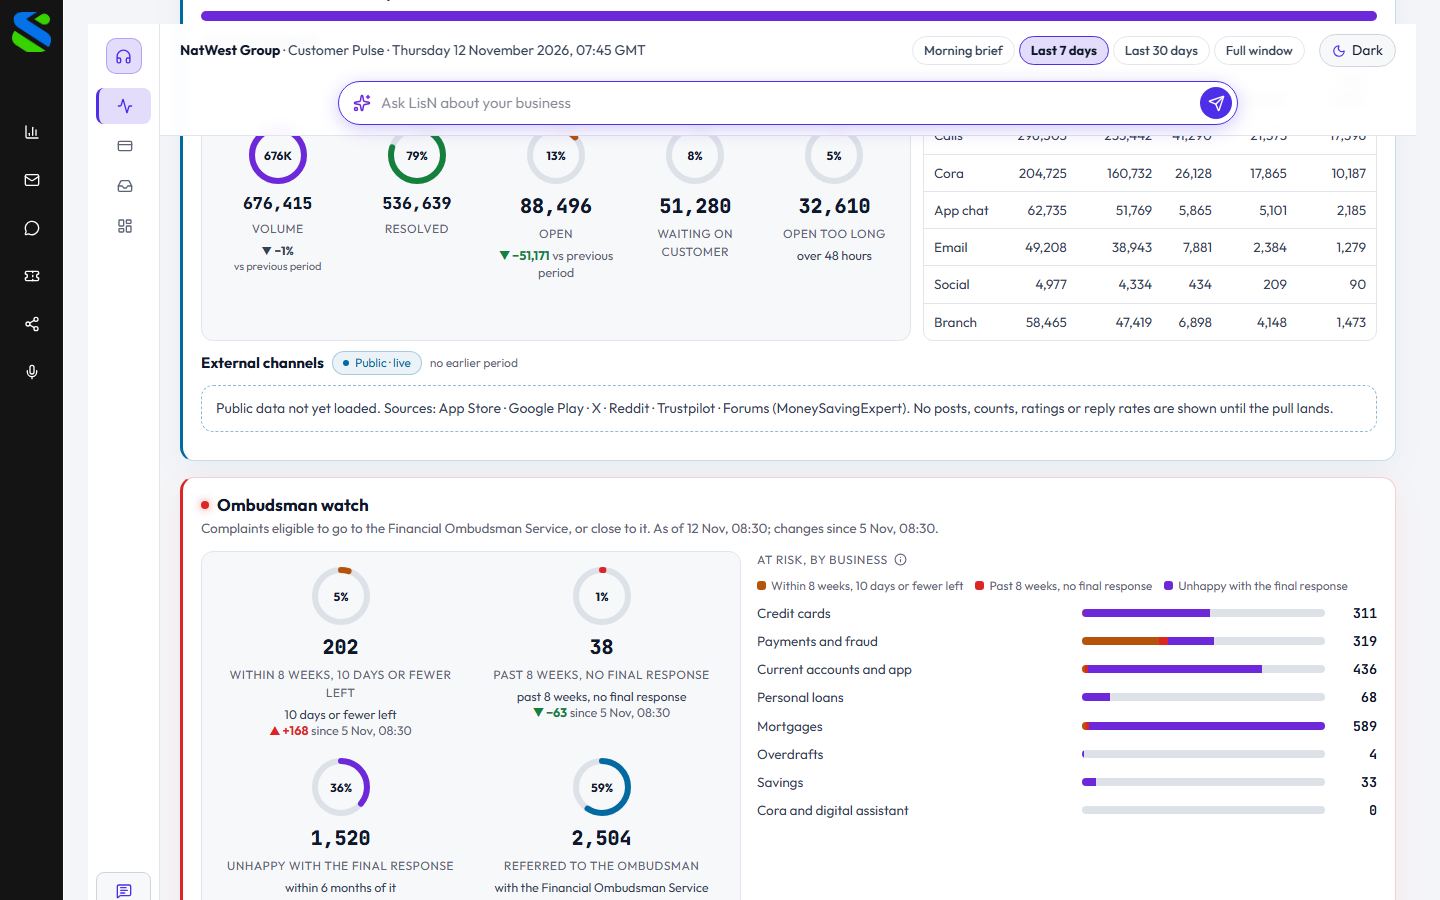 NatWest Group · Customer Pulse · Thursday 12 November 2026, 07:45 GMT
Morning brief
Last 7 days
Last 30 days
Full window
Dark
Ask LisN about your business
676K
79%
13%
8%
5%
676,415
536,639
88,496
51,280
32,610
VOLUME
RESOLVED
OPEN
WAITING ON
CUSTOMER
OPEN TOO LONG
▼ −1%
vs previous period
▼ −51,171 vs previous
period
over 48 hours
Cora 204,725 160,732 26,128 17,865 10,187
App chat 62,735 51,769 5,865 5,101 2,185
Email 49,208 38,943 7,881 2,384 1,279
Social 4,977 4,334 434 209 90
Branch 58,465 47,419 6,898 4,148 1,473
External channels
Public · live
no earlier period
Public data not yet loaded. Sources: App Store · Google Play · X · Reddit · Trustpilot · Forums (MoneySavingExpert). No posts, counts, ratings or reply rates are shown until the pull lands.
Ombudsman watch
Complaints eligible to go to the Financial Ombudsman Service, or close to it. As of 12 Nov, 08:30; changes since 5 Nov, 08:30.
5%
202
WITHIN 8 WEEKS, 10 DAYS OR FEWER
LEFT
10 days or fewer left
▲ +168 since 5 Nov, 08:30
1%
38
PAST 8 WEEKS, NO FINAL RESPONSE
past 8 weeks, no final response
▼ −63 since 5 Nov, 08:30
36%
1,520
UNHAPPY WITH THE FINAL RESPONSE
within 6 months of it
59%
2,504
REFERRED TO THE OMBUDSMAN
with the Financial Ombudsman Service
AT RISK, BY BUSINESS
Within 8 weeks, 10 days or fewer left
Past 8 weeks, no final response
Unhappy with the final response
Credit cards 311
Payments and fraud 319
Current accounts and app 436
Personal loans 68
Mortgages 589
Overdrafts 4
Savings 33
Cora and digital assistant 0